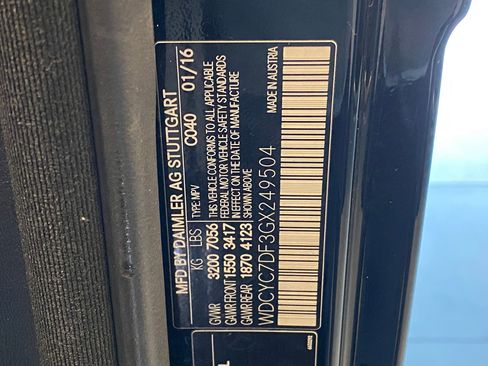 MFD BY DAIMLER AG STUTTGART
C040 01/16
KG LBS TYPE: MPV
GVWR 3200 7056
GAWR FRONT 1550 3417
GAWR REAR 1870 4123
THIS VEHICLE CONFORMS TO ALL APPLICABLE
FEDERAL MOTOR VEHICLE SAFETY STANDARDS
IN EFFECT ON THE DATE OF MANUFACTURE
SHOWN ABOVE
WDCYC7DF3GX249504
MADE IN AUSTRIA